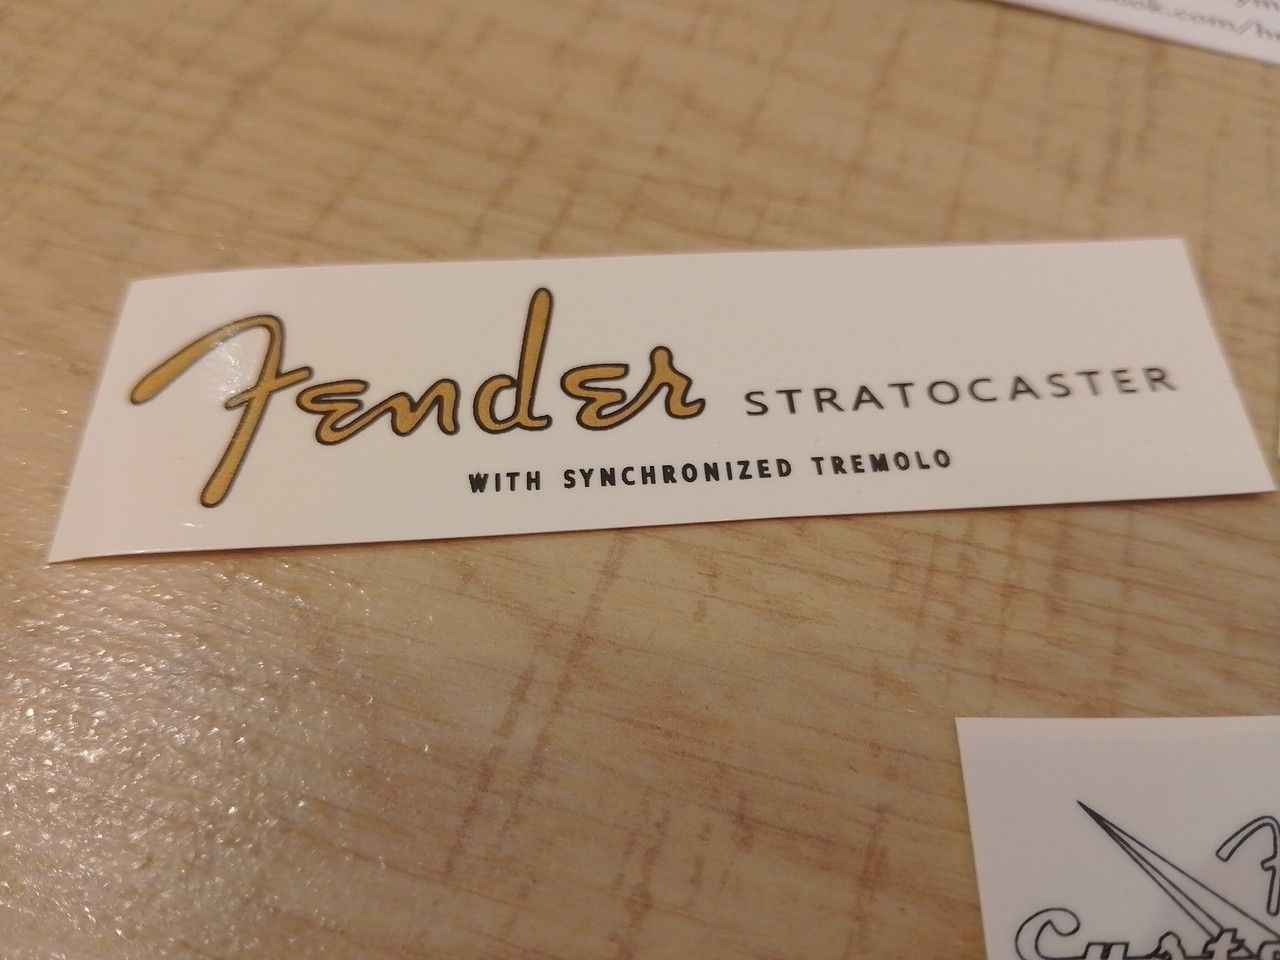 Fender STRATOCASTER
WITH SYNCHRONIZED TREMOLO